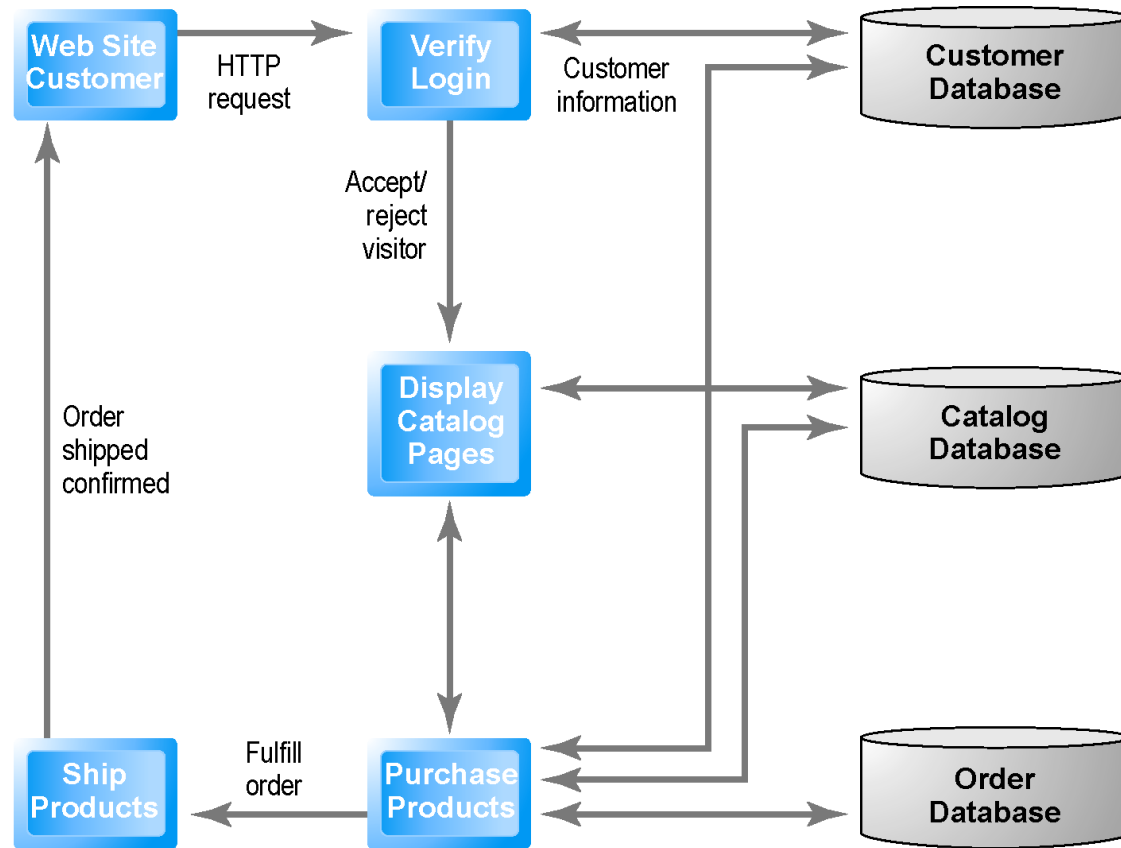 Web Site
Customer
HTTP
request
Verify
Login
Customer
information
Customer
Database
Accept/
reject
visitor
Display
Catalog
Pages
Catalog
Database
Order
shipped
confirmed
Ship
Products
Fulfill
order
Purchase
Products
Order
Database